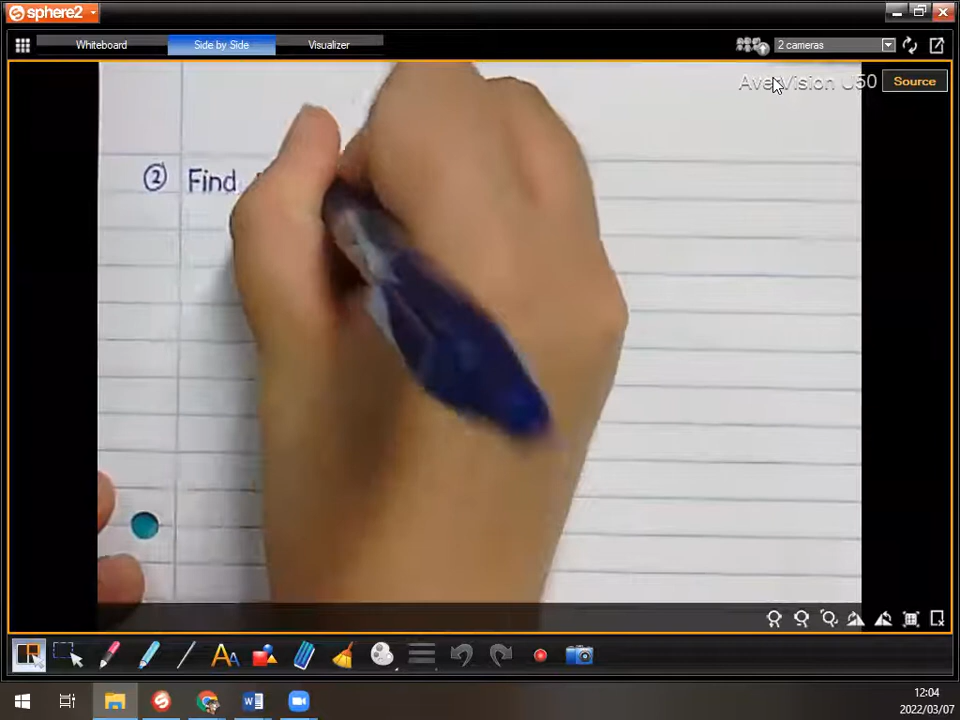 sphere2
Whiteboard
Side by Side
Visualizer
2 cameras
AverVision U50
Source
② Find
12:04
2022/03/07